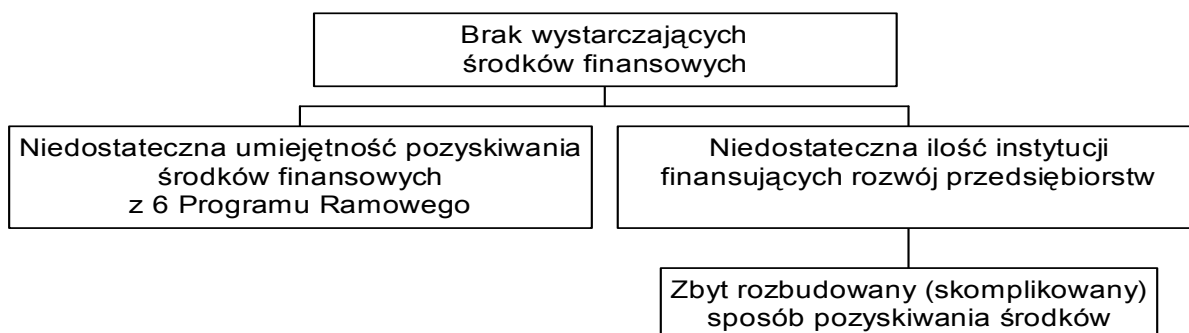 Brak wystarczających
środków finansowych
Niedostateczna umiejętność pozyskiwania
środków finansowych
z 6 Programu Ramowego
Niedostateczna ilość instytucji
finansujących rozwój przedsiębiorstw
Zbyt rozbudowany (skomplikowany)
sposób pozyskiwania środków